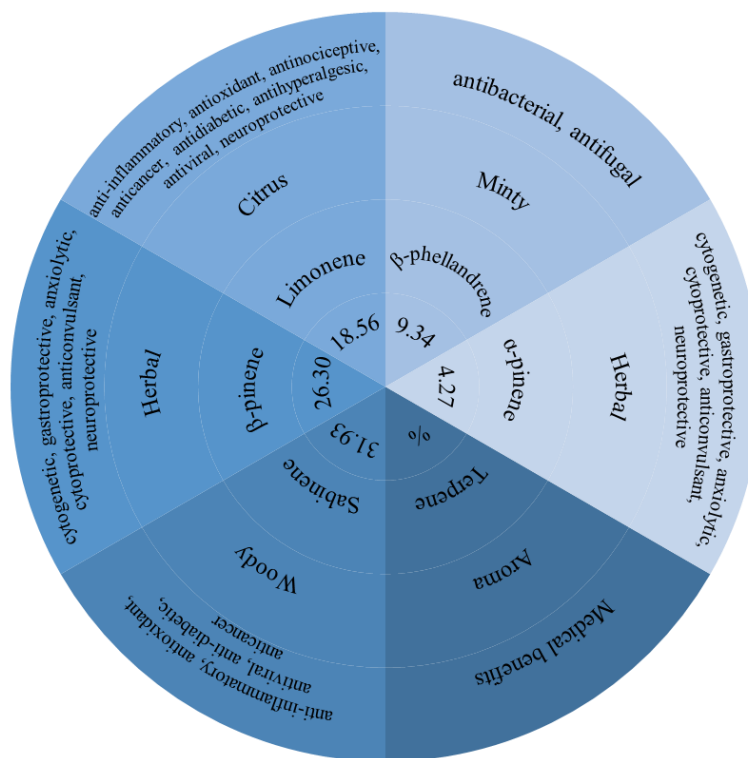 %
Terpene
Aroma
Medical benefits
31.93
Sabinene
Woody
anti-inflammatory, antioxidant,
antiviral, anti-diabetic,
anticancer
26.30
β-pinene
Herbal
cytogenetic, gastroprotective, anxiolytic,
cytoprotective, anticonvulsant,
neuroprotective
18.56
Limonene
Citrus
anti-inflammatory, antioxidant, antinociceptive,
anticancer, antidiabetic, antihyperalgesic,
antiviral, neuroprotective
9.34
β-phellandrene
Minty
antibacterial, antifugal
4.27
α-pinene
Herbal
cytogenetic, gastroprotective, anxiolytic,
cytoprotective, anticonvulsant,
neuroprotective